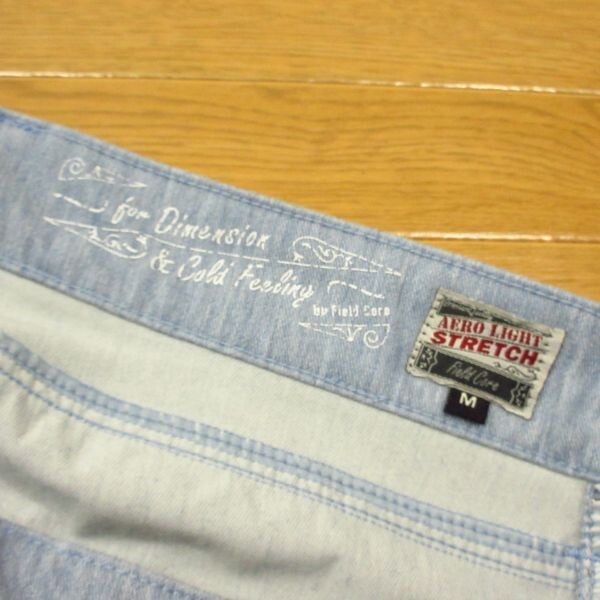 for Dimension
& Cold Feeling
by Field Core
AERO LIGHT
STRETCH
Field Core
M